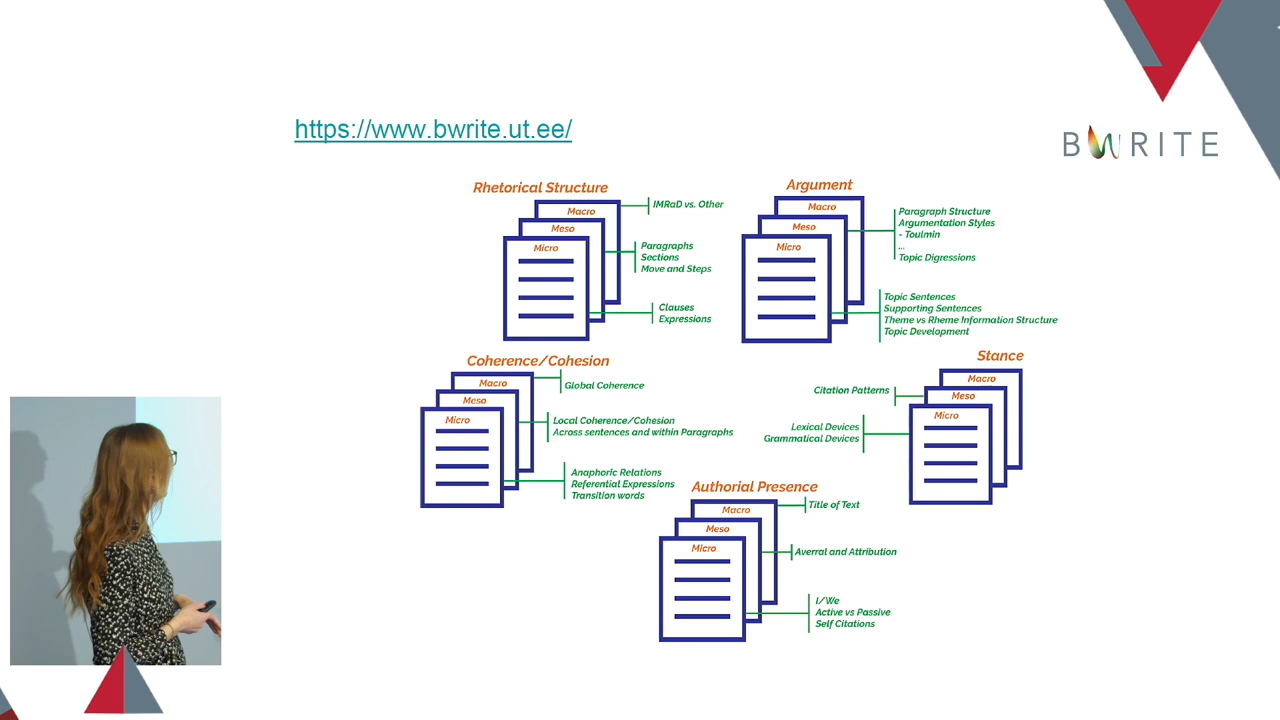 https://www.bwrite.ut.ee/
BWRITE
Rhetorical Structure
Macro
Meso
Micro
IMRaD vs. Other
Paragraphs
Sections
Move and Steps
Clauses
Expressions
Argument
Macro
Meso
Micro
Paragraph Structure
Argumentation Styles
- Toulmin
...
Topic Digressions
Topic Sentences
Supporting Sentences
Theme vs Rheme Information Structure
Topic Development
Coherence/Cohesion
Macro
Meso
Micro
Global Coherence
Local Coherence/Cohesion
Across sentences and within Paragraphs
Anaphoric Relations
Referential Expressions
Transition words
Stance
Macro
Meso
Micro
Citation Patterns
Lexical Devices
Grammatical Devices
Authorial Presence
Macro
Meso
Micro
Title of Text
Averral and Attribution
I/We
Active vs Passive
Self Citations